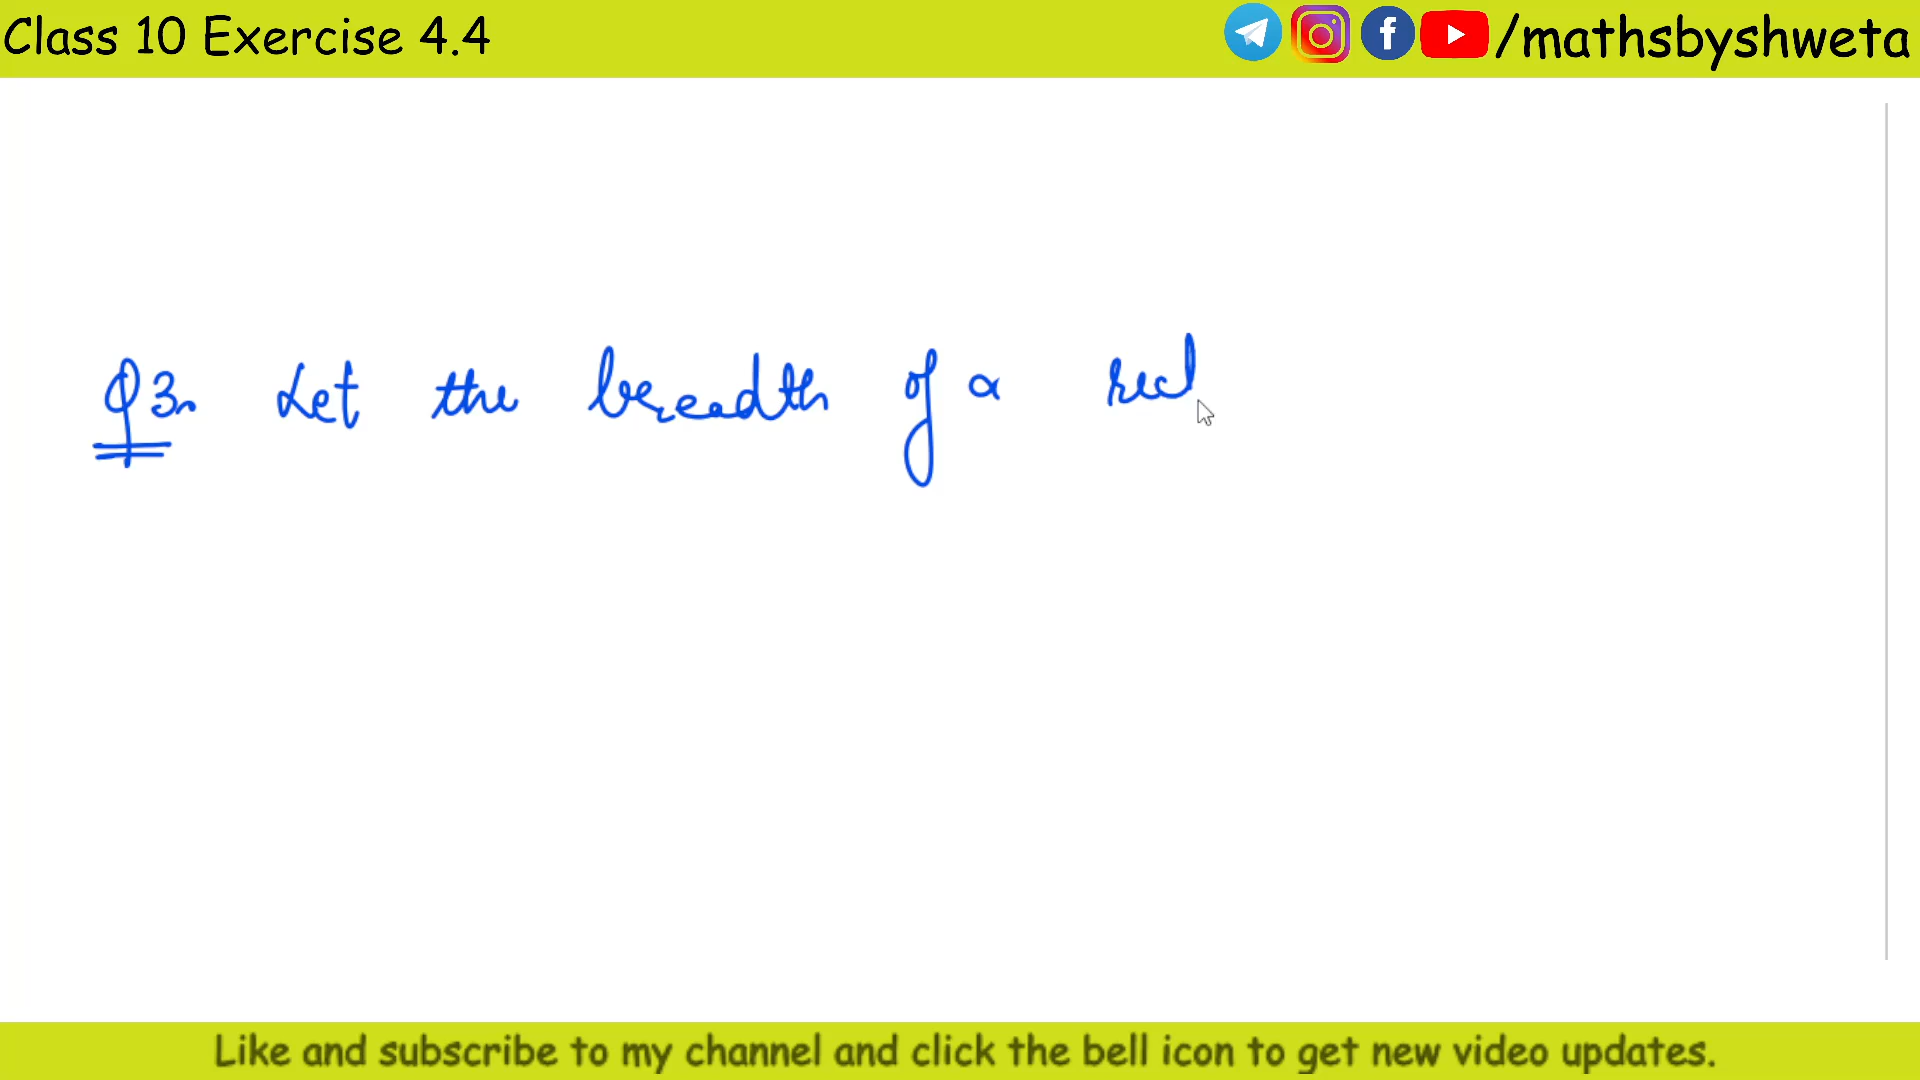 Class 10 Exercise 4.4
/mathsbyshweta
Q3. Let the breadth of a rect
Like and subscribe to my channel and click the bell icon to get new video updates.